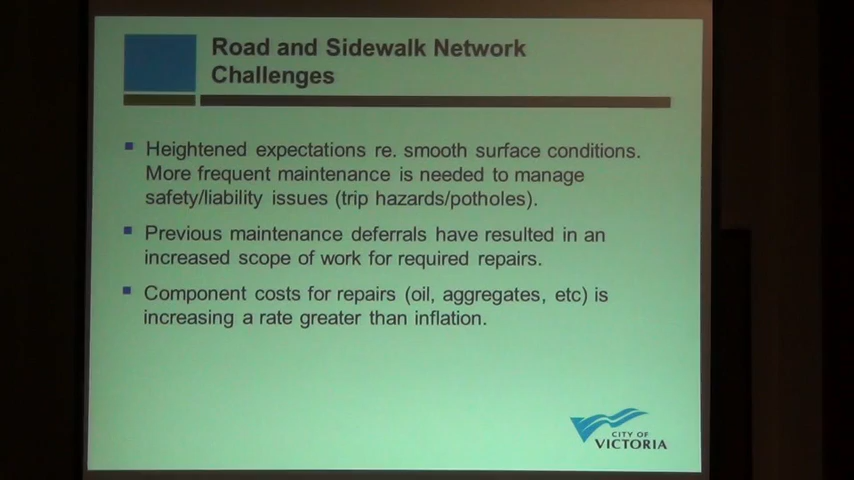 Road and Sidewalk Network
Challenges
Heightened expectations re. smooth surface conditions.
More frequent maintenance is needed to manage
safety/liability issues (trip hazards/potholes).
Previous maintenance deferrals have resulted in an
increased scope of work for required repairs.
Component costs for repairs (oil, aggregates, etc) is
increasing a rate greater than inflation.
CITY OF
VICTORIA